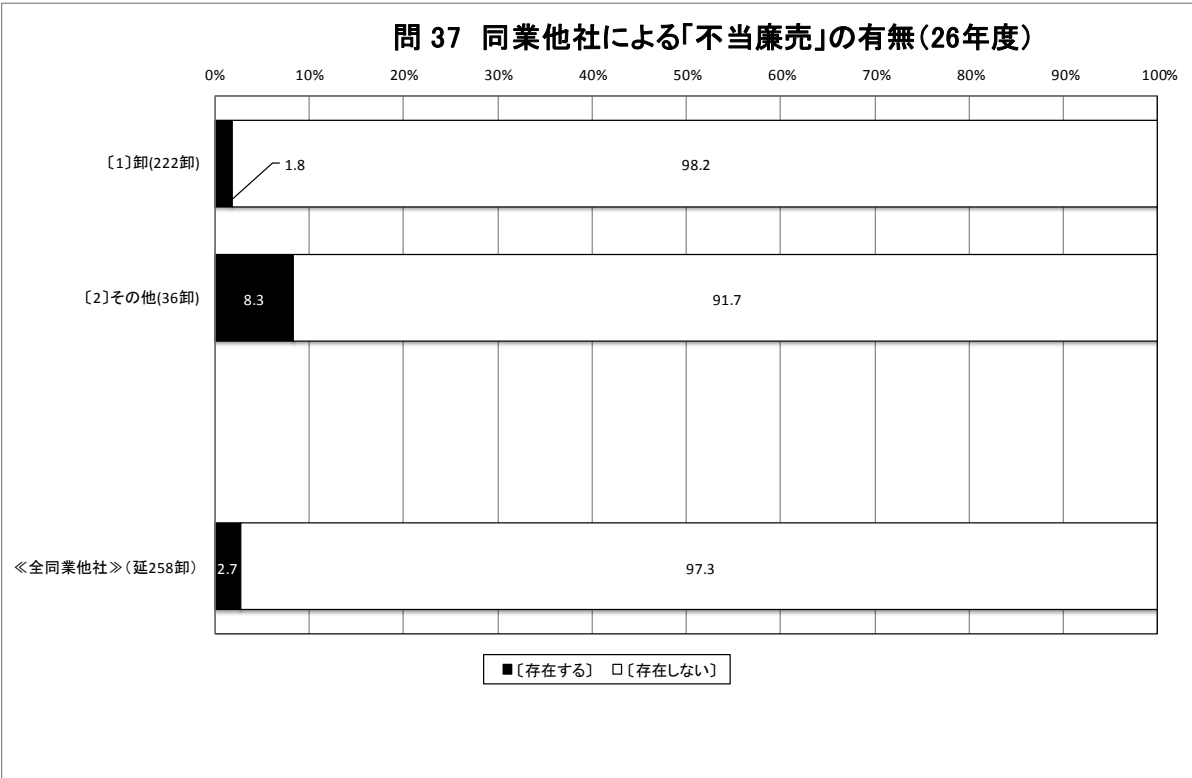 問 37 同業他社による｢不当廉売｣の有無(26年度)
0% 10% 20% 30% 40% 50% 60% 70% 80% 90% 100%
〔1〕卸(222卸) 1.8 98.2
〔2〕その他(36卸) 8.3 91.7
≪全同業他社≫(延258卸) 2.7 97.3
■〔存在する〕 □〔存在しない〕